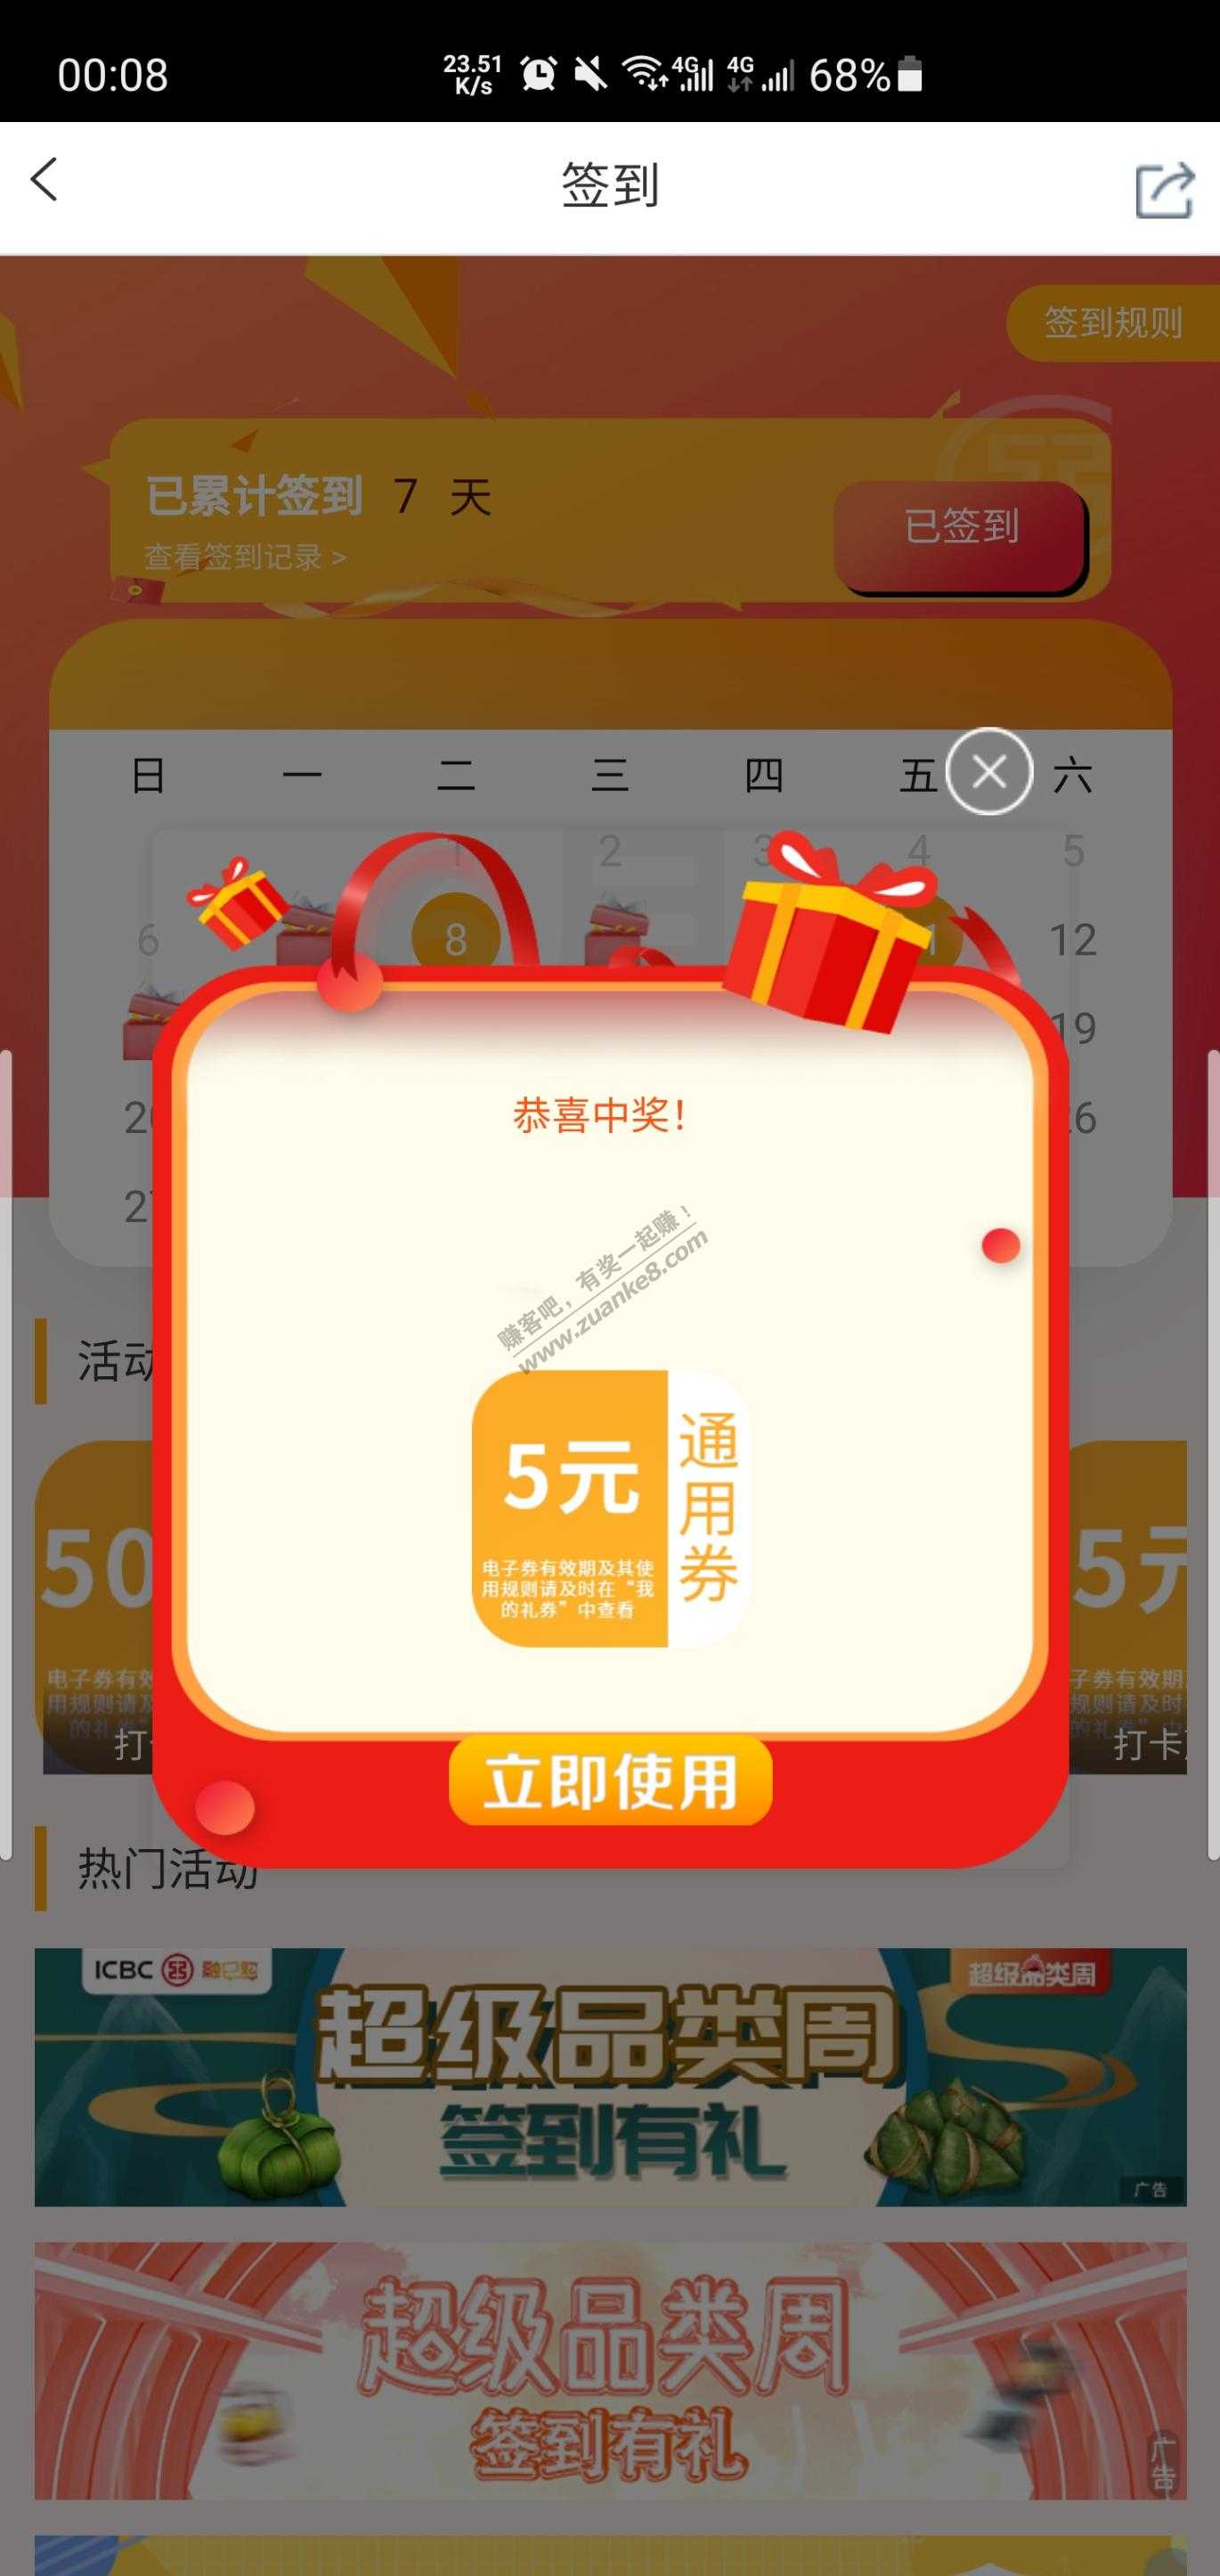 00:08
23.51
K/s
4G
4G
68%
签到
签到规则
已累计签到 7 天
查看签到记录 >
已签到
日 一 二 三 四 五 六
1 2 3 4 5
6 8 12
19
2
2
恭喜中奖!
赚客吧，有奖一起赚！
www.zuanke8.com
活动
5元
通用券
电子券有效期及其使
用规则请及时在“我
的礼券”中查看
50
电子券有效
用规则请及
的礼
打
5元
子券有效期
规则请及时
的礼
打卡
立即使用
热门活动
ICBC 融e购
超级品类周
超级品类周
签到有礼
广告
超级品类周
签到有礼
广告